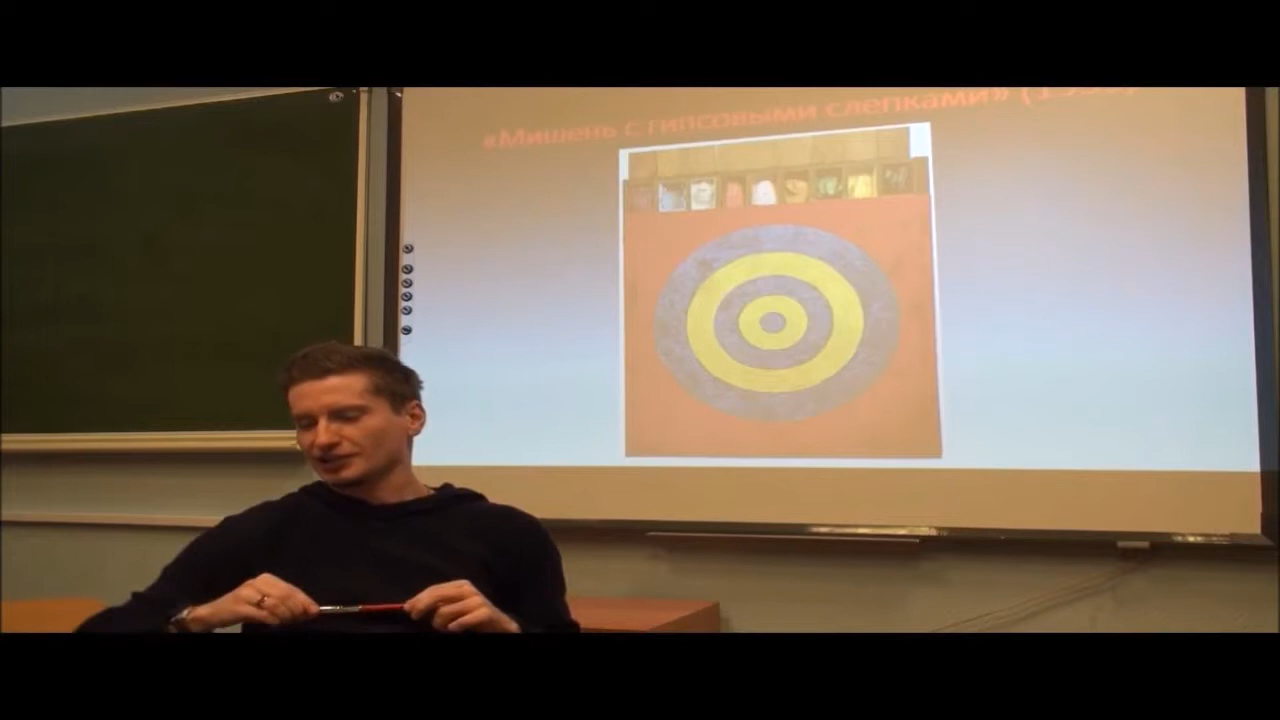 «Мишень с гипсовыми слепками»